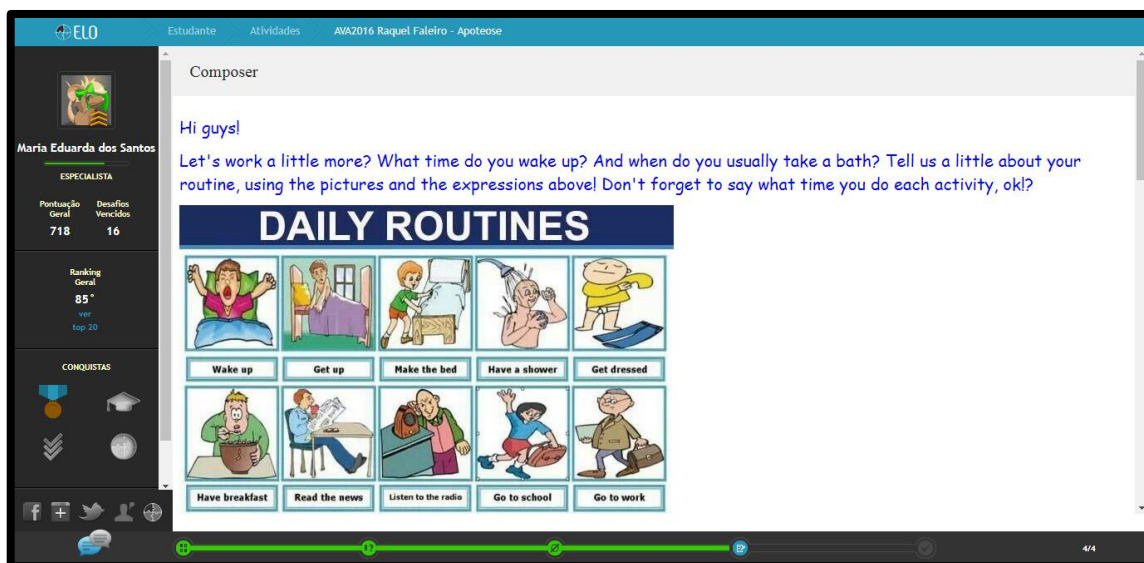 ELO
Estudante Atividades AVA2016 Raquel Faleiro - Apoteose
Composer
Maria Eduarda dos Santos
ESPECIALISTA
Pontuação Geral
718
Desafios Vencidos
16
Ranking Geral
85°
ver
top 20
CONQUISTAS
Hi guys!
Let's work a little more? What time do you wake up? And when do you usually take a bath? Tell us a little about your
routine, using the pictures and the expressions above! Don't forget to say what time you do each activity, ok!?
DAILY ROUTINES
Wake up Get up Make the bed Have a shower Get dressed
Have breakfast Read the news Listen to the radio Go to school Go to work
4/4